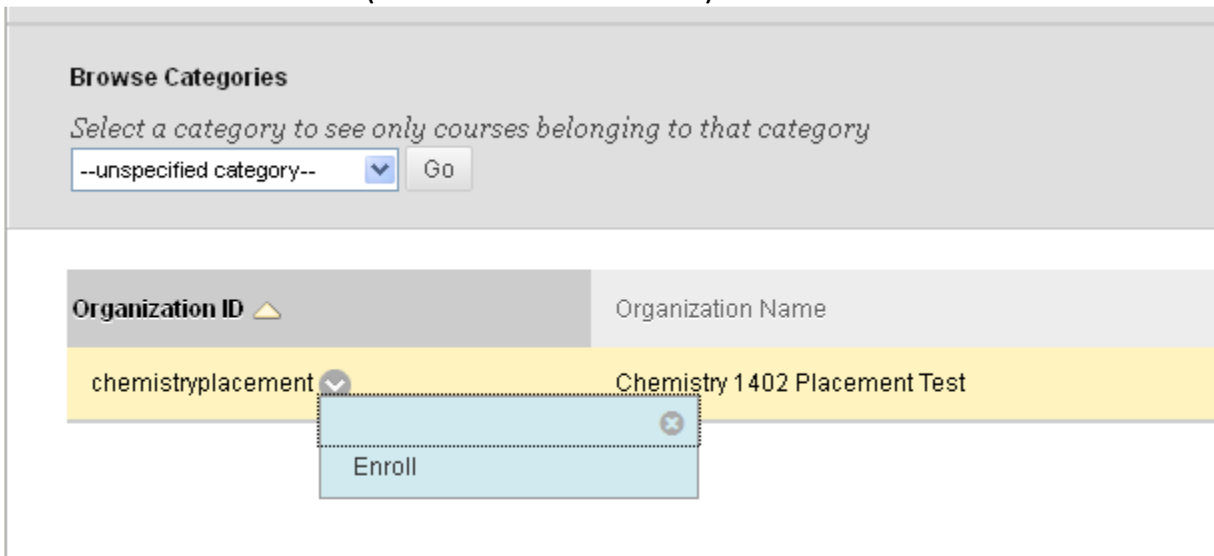 Browse Categories
Select a category to see only courses belonging to that category
--unspecified category-- Go
Organization ID Organization Name
chemistryplacement Chemistry 1402 Placement Test
Enroll